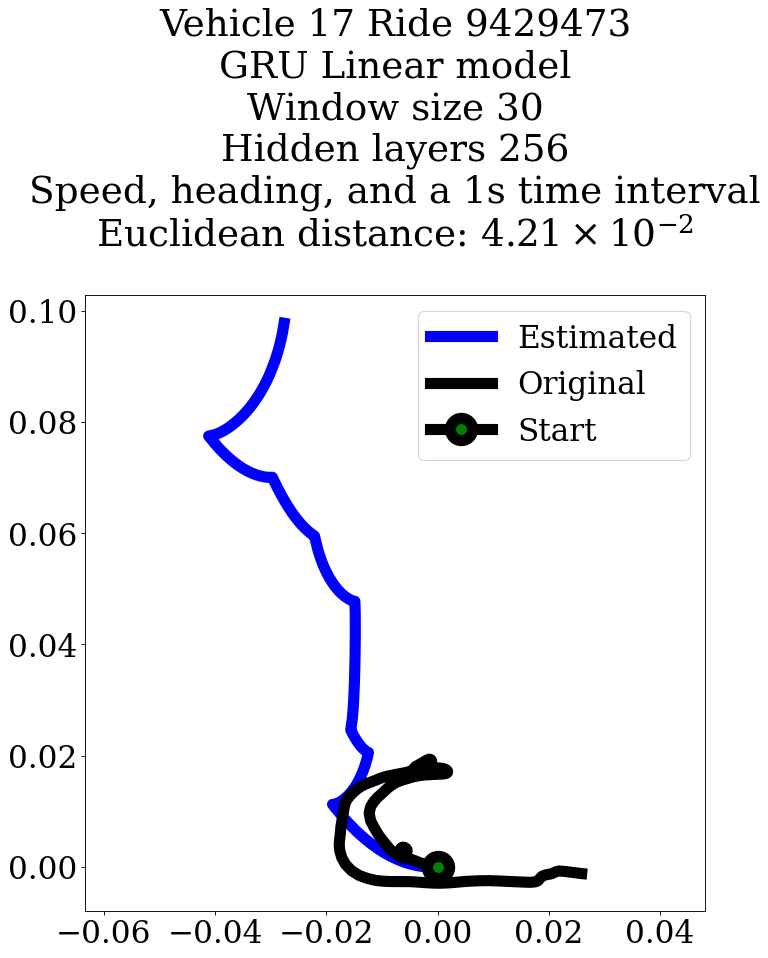 Vehicle 17 Ride 9429473
GRU Linear model
Window size 30
Hidden layers 256
Speed, heading, and a 1s time interval
Euclidean distance: 4.21 × 10⁻²
Estimated
Original
Start
0.10
0.08
0.06
0.04
0.02
0.00
−0.06 −0.04 −0.02 0.00 0.02 0.04